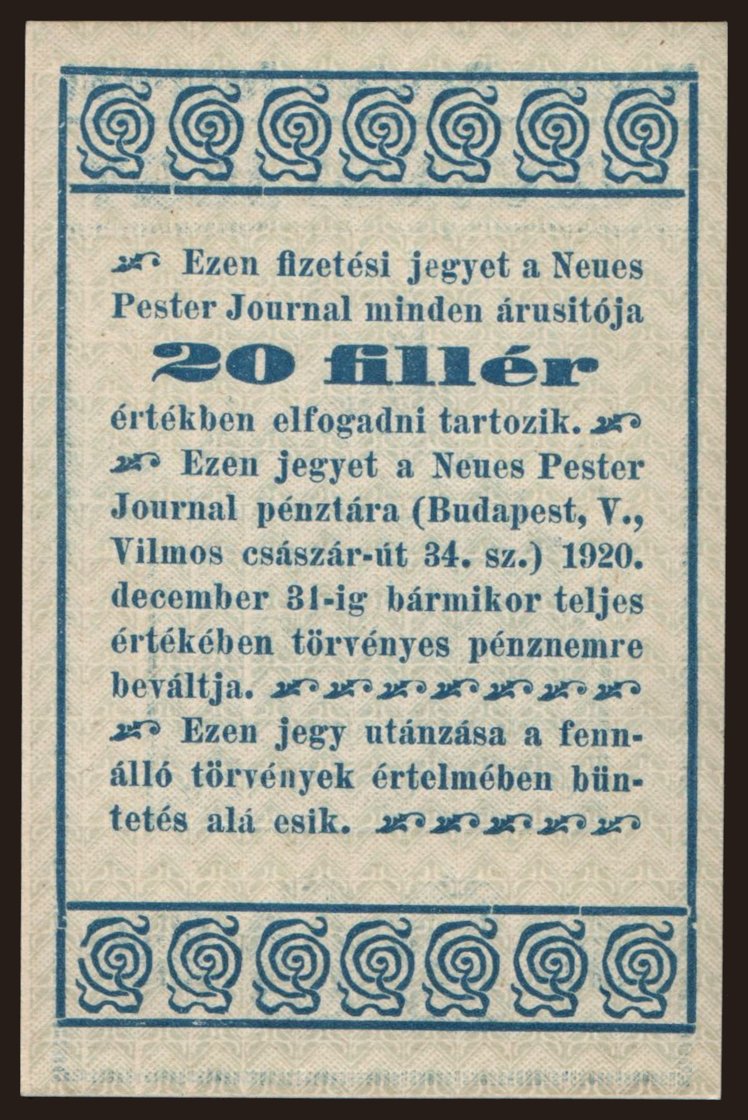 Ezen fizetési jegyet a Neues
Pester Journal minden árusitója
20 fillér
értékben elfogadni tartozik.
Ezen jegyet a Neues Pester
Journal pénztára (Budapest, V.,
Vilmos császár-út 34. sz.) 1920.
december 31-ig bármikor teljes
értékében törvényes pénznemre
beváltja.
Ezen jegy utánzása a fenn-
álló törvények értelmében bün-
tetés alá esik.